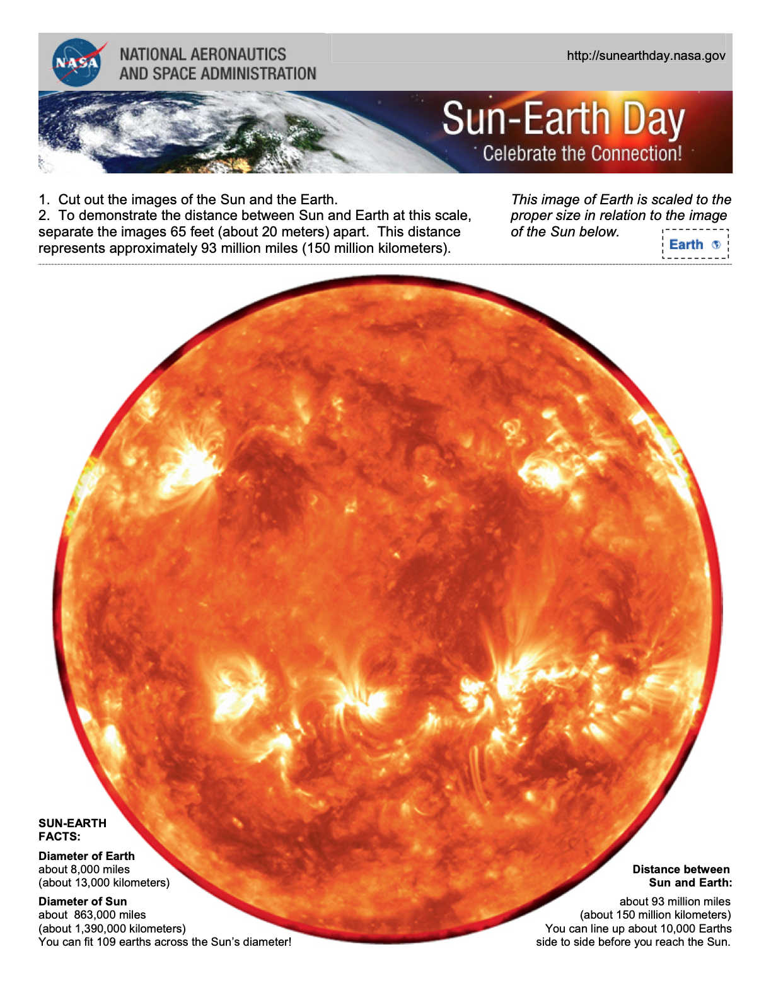 NASA
NATIONAL AERONAUTICS
AND SPACE ADMINISTRATION
http://sunearthday.nasa.gov
Sun-Earth Day
Celebrate the Connection!
1.  Cut out the images of the Sun and the Earth.
2.  To demonstrate the distance between Sun and Earth at this scale,
separate the images 65 feet (about 20 meters) apart.  This distance
represents approximately 93 million miles (150 million kilometers).
This image of Earth is scaled to the
proper size in relation to the image
of the Sun below.
Earth
SUN-EARTH
FACTS:
Diameter of Earth
about 8,000 miles
(about 13,000 kilometers)
Diameter of Sun
about  863,000 miles
(about 1,390,000 kilometers)
You can fit 109 earths across the Sun’s diameter!
Distance between
Sun and Earth:
about 93 million miles
(about 150 million kilometers)
You can line up about 10,000 Earths
side to side before you reach the Sun.